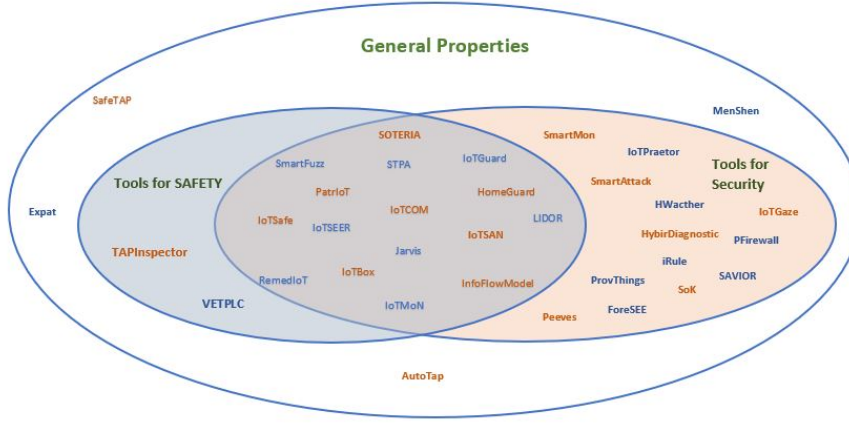 General Properties
SafeTAP
MenShen
SOTERIA
SmartMon
SmartFuzz
STPA
IoTGuard
IoTPraetor
Tools for SAFETY
Tools for
Security
PatrIoT
HomeGuard
SmartAttack
IoTCOM
HWacther
Expat
IoTSafe
IoTSEER
LIDOR
IoTGaze
IoTSAN
HybirDiagnostic
PFirewall
TAPInspector
Jarvis
iRule
RemedIoT
IoTBox
InfoFlowModel
ProvThings
SAVIOR
SoK
VETPLC
IoTMoN
Peeves
ForeSEE
AutoTap